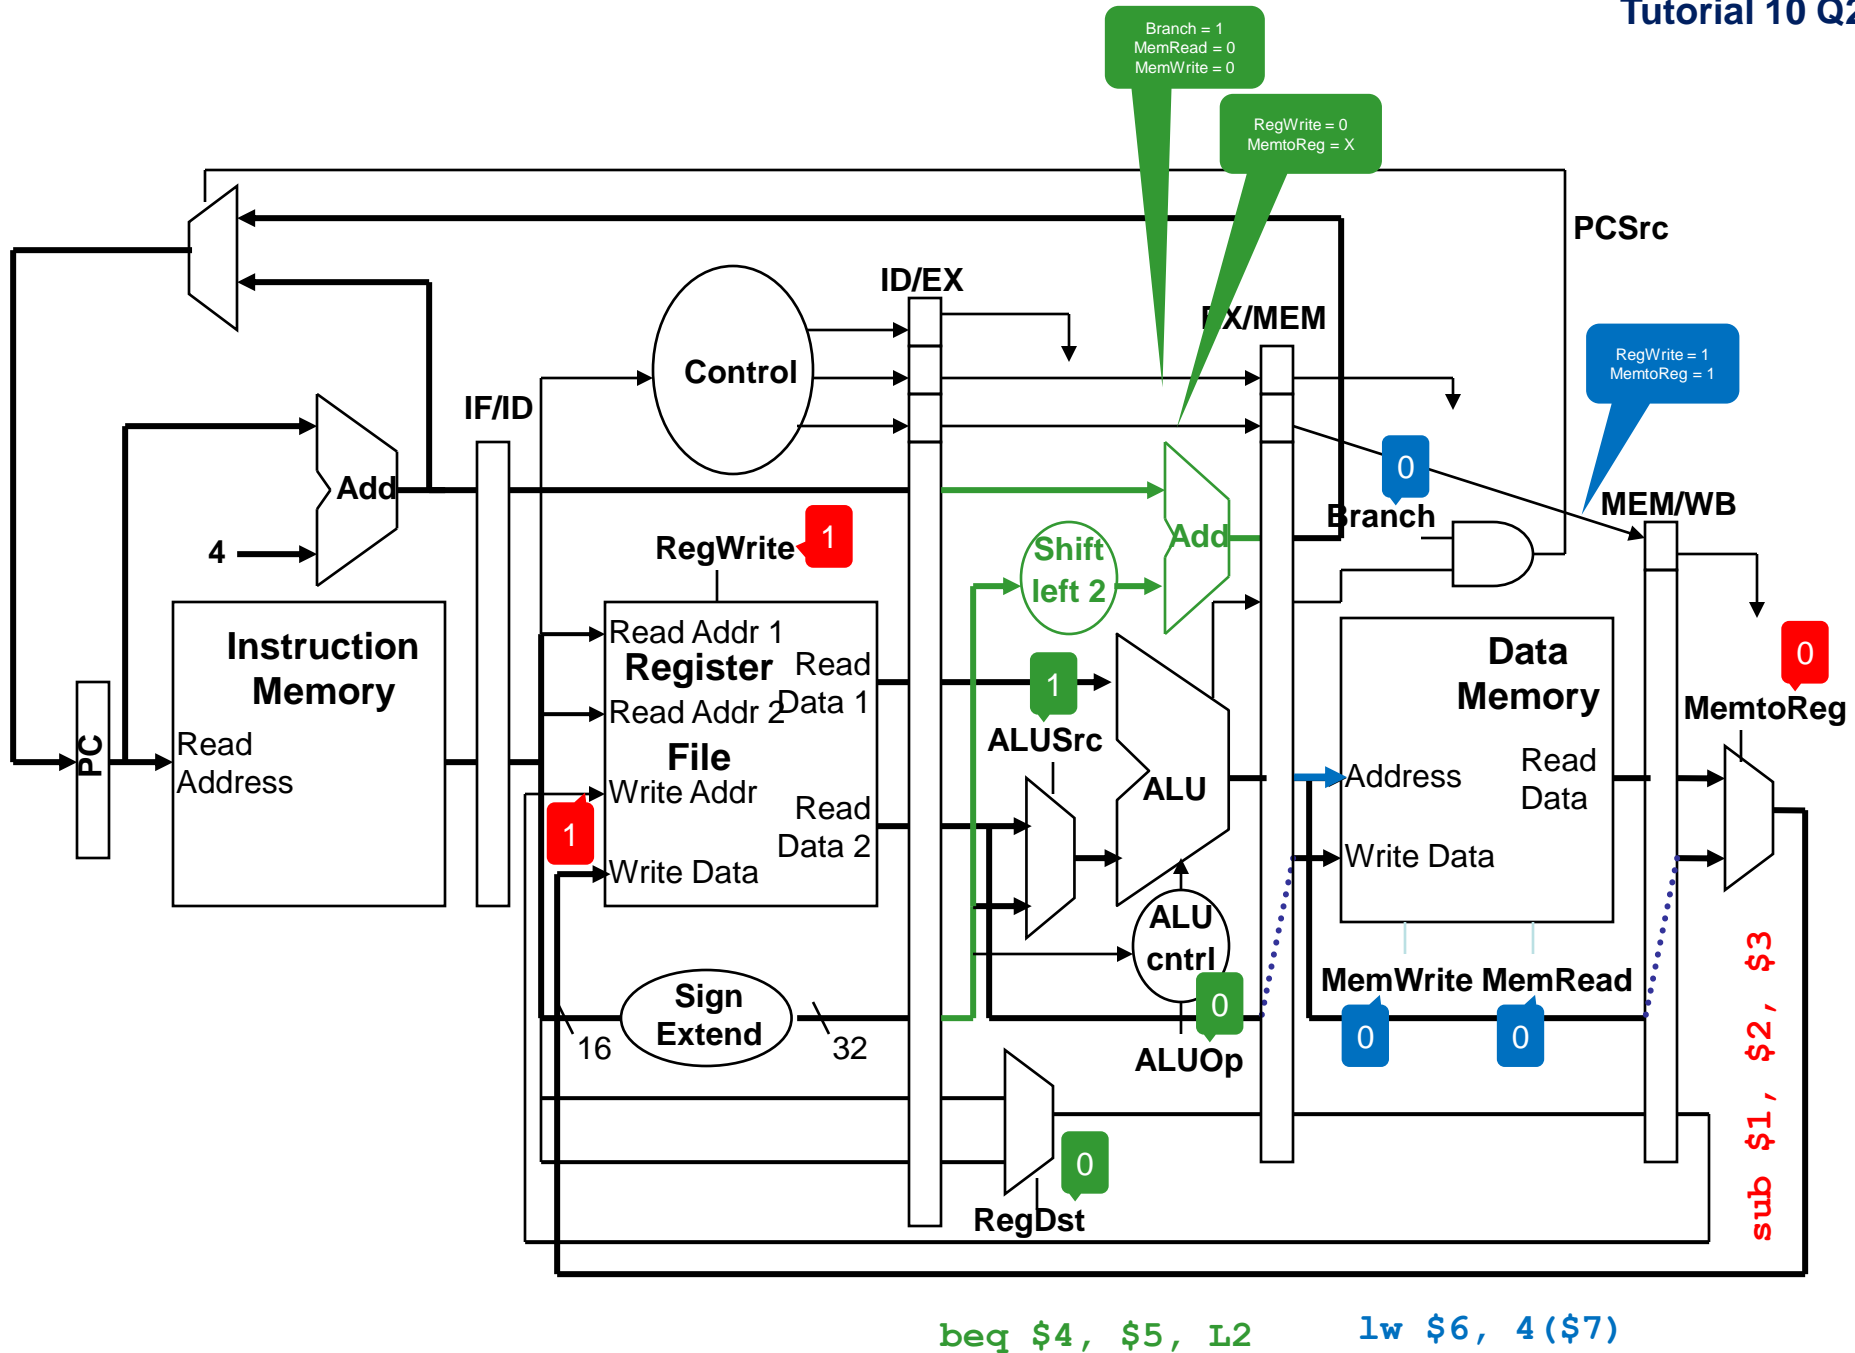 Tutorial 10 Q2
Branch = 1
MemRead = 0
MemWrite = 0
RegWrite = 0
MemtoReg = X
PCSrc
ID/EX
EX/MEM
RegWrite = 1
MemtoReg = 1
Control
IF/ID
0
Branch
MEM/WB
Add
4
RegWrite
1
Shift
left 2
Add
Instruction
Memory
Read
Address
PC
Read Addr 1
Register
Read Addr 2
File
Write Addr
Write Data
Read
Data 1
Read
Data 2
1
1
ALUSrc
ALU
ALU
cntrl
0
ALUOp
Data
Memory
Address
Write Data
Read
Data
0
MemtoReg
MemWrite MemRead
0
0
Sign
Extend
16
32
0
RegDst
sub $1, $2, $3
beq $4, $5, L2
lw $6, 4($7)